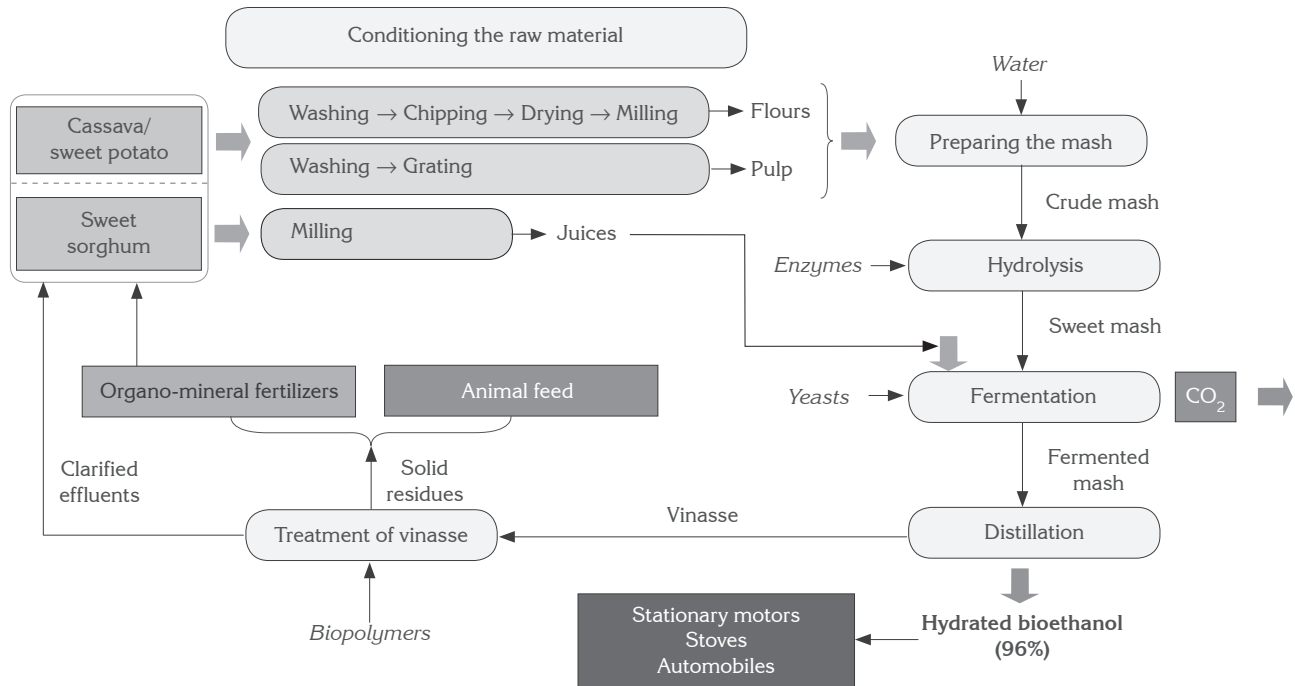 Conditioning the raw material
Water
Cassava/
sweet potato
Washing → Chipping → Drying → Milling
Flours
Preparing the mash
Washing → Grating
Pulp
Crude mash
Sweet
sorghum
Milling
Juices
Enzymes
Hydrolysis
Sweet mash
Organo-mineral fertilizers
Animal feed
Yeasts
Fermentation
CO₂
Clarified
effluents
Solid
residues
Fermented
mash
Treatment of vinasse
Vinasse
Distillation
Biopolymers
Stationary motors
Stoves
Automobiles
Hydrated bioethanol
(96%)